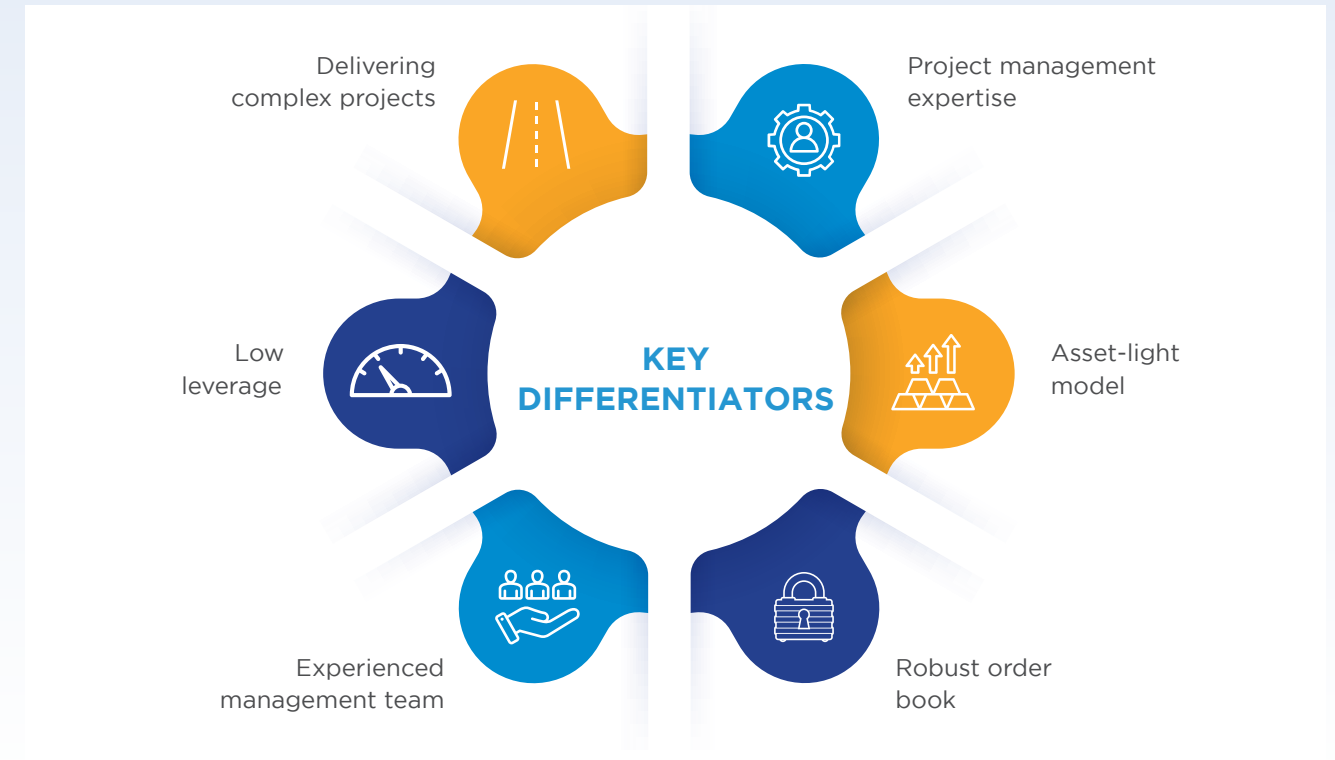 Delivering
complex projects
Project management
expertise
Low
leverage
KEY
DIFFERENTIATORS
Asset-light
model
Experienced
management team
Robust order
book